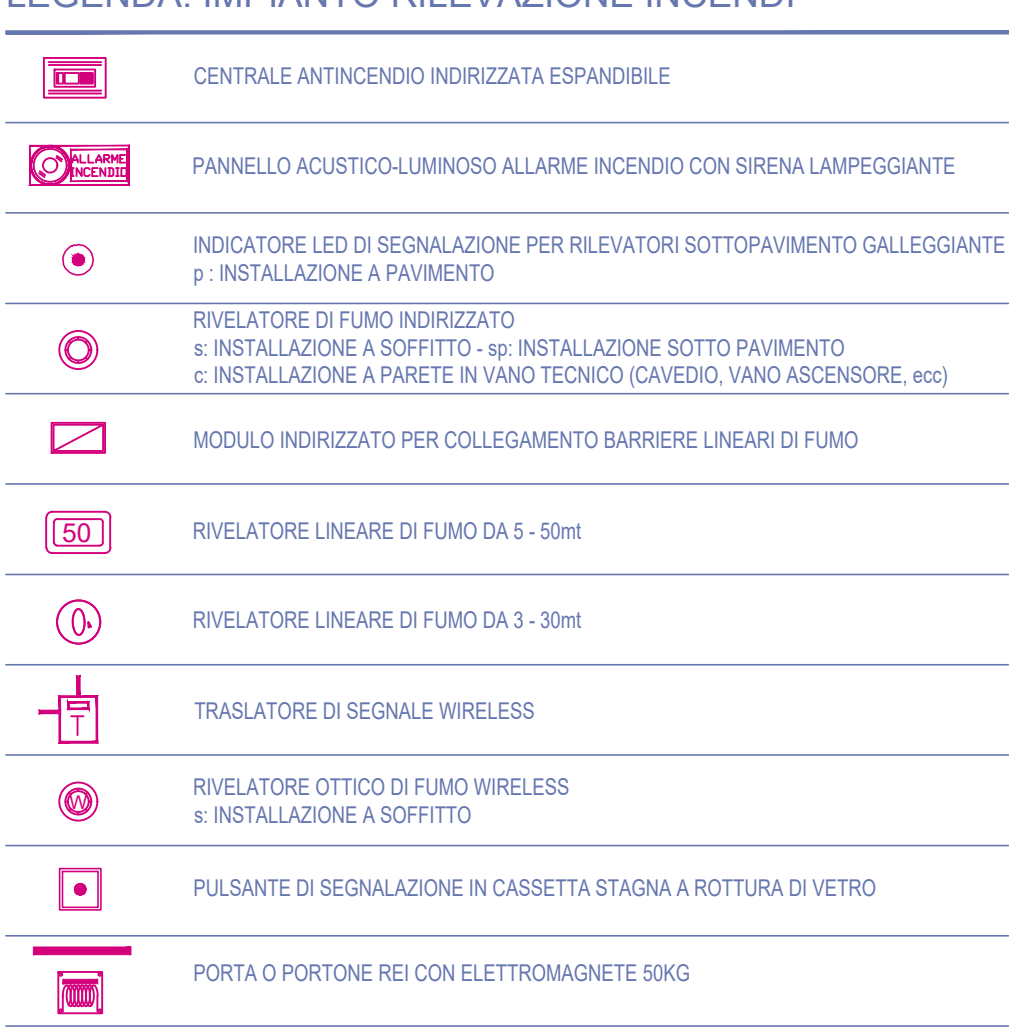 LEGENDA: IMPIANTO RILEVAZIONE INCENDI
CENTRALE ANTINCENDIO INDIRIZZATA ESPANDIBILE
ALLARME
INCENDIO
PANNELLO ACUSTICO-LUMINOSO ALLARME INCENDIO CON SIRENA LAMPEGGIANTE
INDICATORE LED DI SEGNALAZIONE PER RILEVATORI SOTTOPAVIMENTO GALLEGGIANTE
p : INSTALLAZIONE A PAVIMENTO
RIVELATORE DI FUMO INDIRIZZATO
s: INSTALLAZIONE A SOFFITTO - sp: INSTALLAZIONE SOTTO PAVIMENTO
c: INSTALLAZIONE A PARETE IN VANO TECNICO (CAVEDIO, VANO ASCENSORE, ecc)
MODULO INDIRIZZATO PER COLLEGAMENTO BARRIERE LINEARI DI FUMO
50
RIVELATORE LINEARE DI FUMO DA 5 - 50mt
RIVELATORE LINEARE DI FUMO DA 3 - 30mt
T
TRASLATORE DI SEGNALE WIRELESS
W
RIVELATORE OTTICO DI FUMO WIRELESS
s: INSTALLAZIONE A SOFFITTO
PULSANTE DI SEGNALAZIONE IN CASSETTA STAGNA A ROTTURA DI VETRO
PORTA O PORTONE REI CON ELETTROMAGNETE 50KG